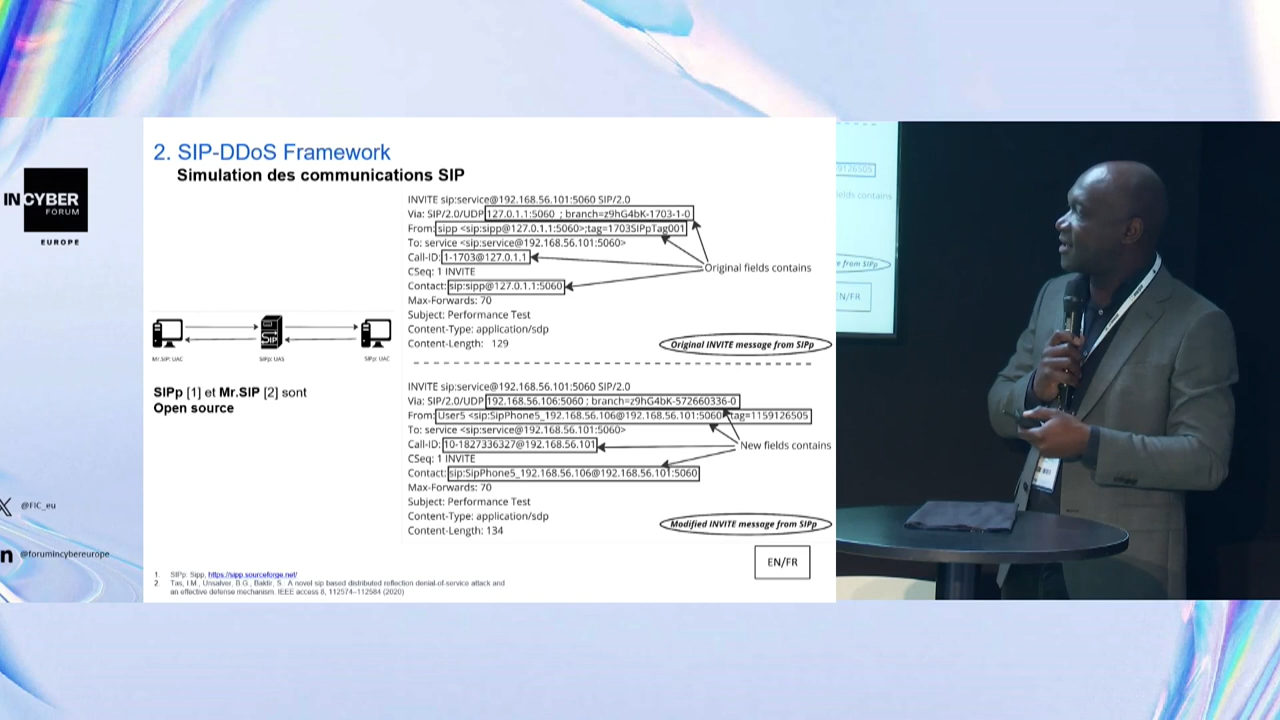 INCYBER
FORUM
EUROPE
@FIC_eu
@forumincybereurope
2. SIP-DDoS Framework
Simulation des communications SIP
Mr.SIP: UAC
SIP
SIPp: UAS
SIPp: UAC
SIPp [1] et Mr.SIP [2] sont
Open source
INVITE sip:service@192.168.56.101:5060 SIP/2.0
Via: SIP/2.0/UDP 127.0.1.1:5060 ; branch=z9hG4bK-1703-1-0
From: sipp <sip:sipp@127.0.1.1:5060>;tag=1703SIPpTag001
To: service <sip:service@192.168.56.101:5060>
Call-ID: 1-1703@127.0.1.1
CSeq: 1 INVITE
Contact: sip:sipp@127.0.1.1:5060
Max-Forwards: 70
Subject: Performance Test
Content-Type: application/sdp
Content-Length: 129
Original fields contains
Original INVITE message from SIPp
INVITE sip:service@192.168.56.101:5060 SIP/2.0
Via: SIP/2.0/UDP 192.168.56.106:5060 ; branch=z9hG4bK-572660336-0
From: User5 <sip:SipPhone5_192.168.56.106@192.168.56.101:5060 tag=1159126505
To: service <sip:service@192.168.56.101:5060>
Call-ID: 10-1827336327@192.168.56.101
CSeq: 1 INVITE
Contact: sip:SipPhone5_192.168.56.106@192.168.56.101:5060
Max-Forwards: 70
Subject: Performance Test
Content-Type: application/sdp
Content-Length: 134
New fields contains
Modified INVITE message from SIPp
EN/FR
1. SIPp. Sipp, https://sipp.sourceforge.net/
2. Tas, I.M., Unsalver, B.G., Baktir, S.: A novel sip based distributed reflection denial-of-service attack and
an effective defense mechanism. IEEE access 8, 112574–112584 (2020)
9126505
elds contains
e from SIPp
EN/FR